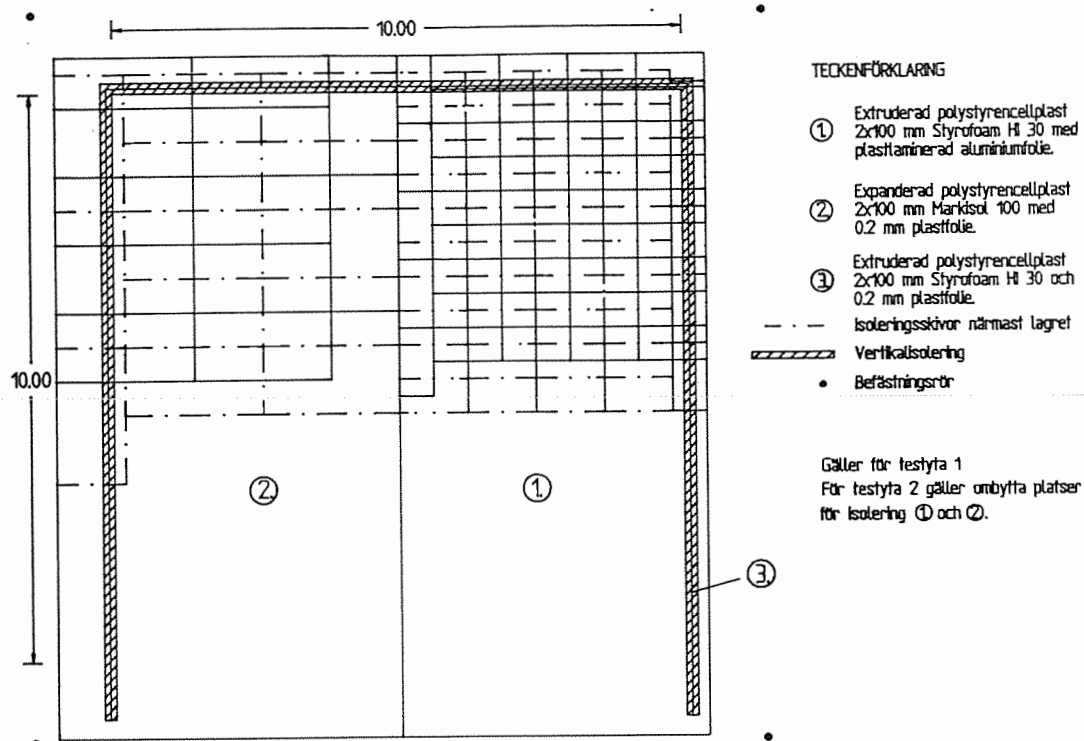 10.00
10.00
②.
①.
③.
TECKENFÖRKLARING
① Extruderad polystyrencellplast
2x100 mm Styrofoam HI 30 med
plastlaminerad aluminiumfolie.
② Expanderad polystyrencellplast
2x100 mm Markisol 100 med
0.2 mm plastfolie.
③ Extruderad polystyrencellplast
2x100 mm Styrofoam HI 30 och
0.2 mm plastfolie.
Isoleringsskivor närmast lagret
Vertikalisolering
Befästningsrör
Gäller för testyta 1
För testyta 2 gäller ombytta platser
för isolering ① och ②.